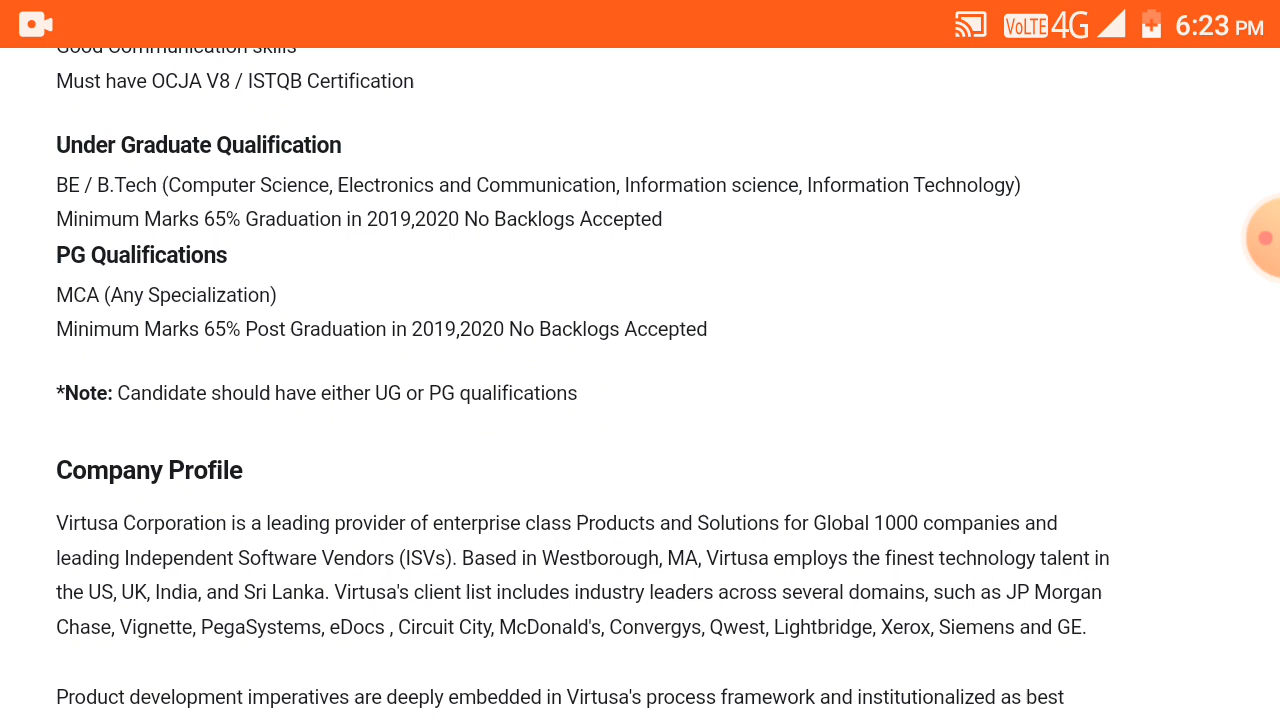 VoLTE 4G 6:23 PM
Good Communication skills
Must have OCJA V8 / ISTQB Certification
Under Graduate Qualification
BE / B.Tech (Computer Science, Electronics and Communication, Information science, Information Technology)
Minimum Marks 65% Graduation in 2019,2020 No Backlogs Accepted
PG Qualifications
MCA (Any Specialization)
Minimum Marks 65% Post Graduation in 2019,2020 No Backlogs Accepted
*Note: Candidate should have either UG or PG qualifications
Company Profile
Virtusa Corporation is a leading provider of enterprise class Products and Solutions for Global 1000 companies and
leading Independent Software Vendors (ISVs). Based in Westborough, MA, Virtusa employs the finest technology talent in
the US, UK, India, and Sri Lanka. Virtusa's client list includes industry leaders across several domains, such as JP Morgan
Chase, Vignette, PegaSystems, eDocs , Circuit City, McDonald's, Convergys, Qwest, Lightbridge, Xerox, Siemens and GE.
Product development imperatives are deeply embedded in Virtusa's process framework and institutionalized as best